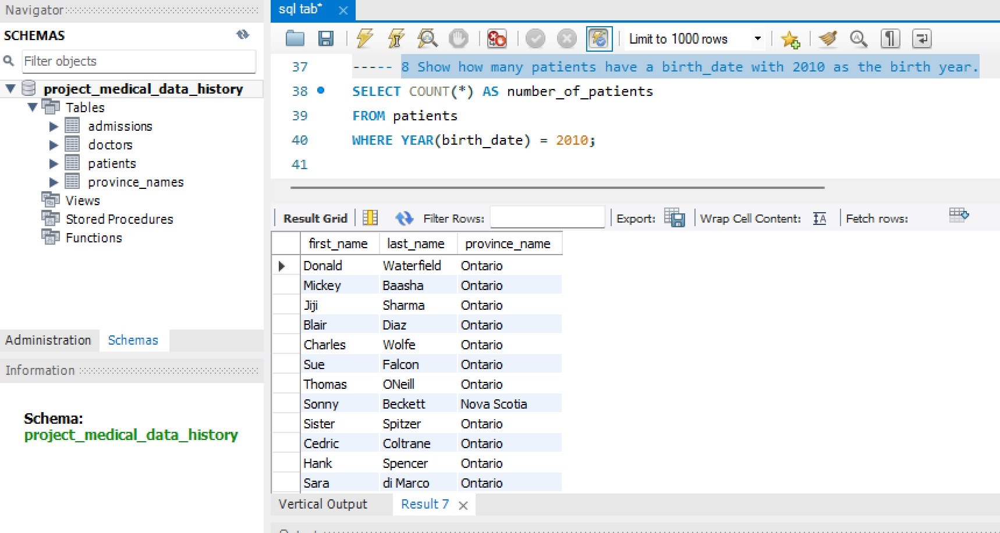 Navigator
SCHEMAS
Filter objects
project_medical_data_history
Tables
admissions
doctors
patients
province_names
Views
Stored Procedures
Functions
Administration Schemas
Information
Schema:
project_medical_data_history
sql tab*
Limit to 1000 rows
37 ----- 8 Show how many patients have a birth_date with 2010 as the birth year.
38 SELECT COUNT(*) AS number_of_patients
39 FROM patients
40 WHERE YEAR(birth_date) = 2010;
41
Result Grid Filter Rows: Export: Wrap Cell Content: Fetch rows:
first_name last_name province_name
Donald Waterfield Ontario
Mickey Baasha Ontario
Jiji Sharma Ontario
Blair Diaz Ontario
Charles Wolfe Ontario
Sue Falcon Ontario
Thomas ONeill Ontario
Sonny Beckett Nova Scotia
Sister Spitzer Ontario
Cedric Coltrane Ontario
Hank Spencer Ontario
Sara di Marco Ontario
Vertical Output Result 7